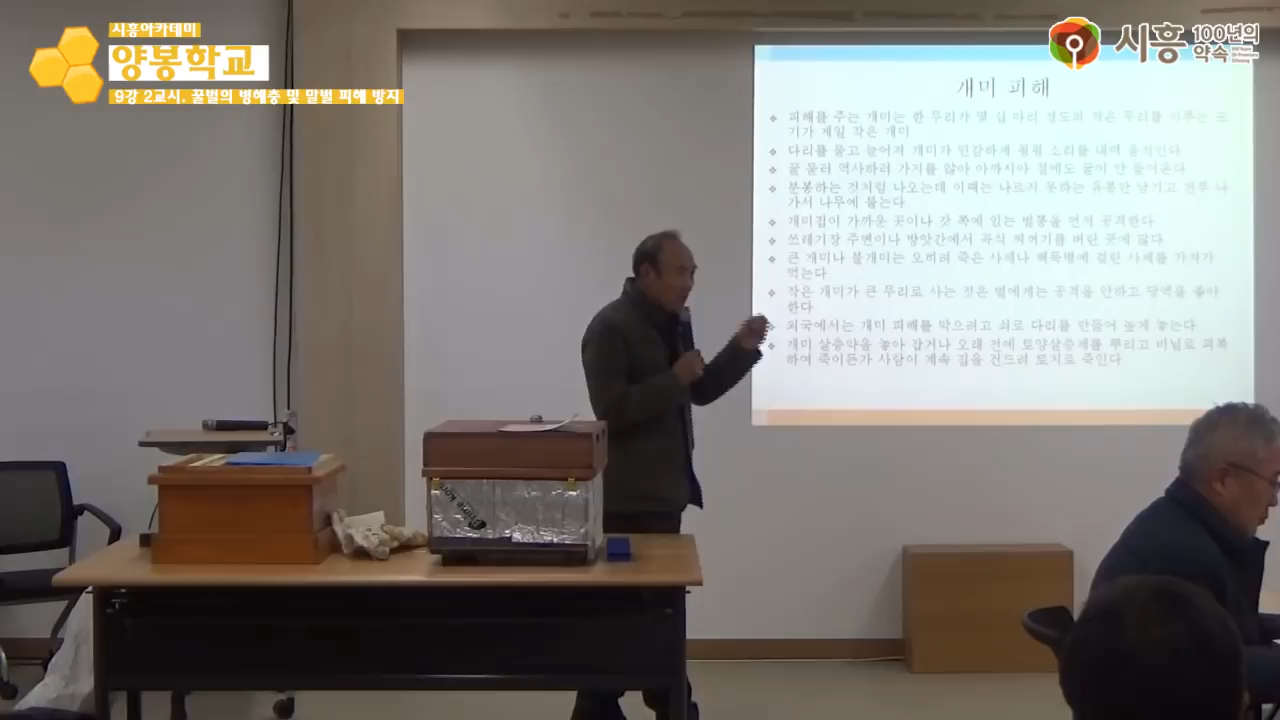 시흥아카데미
양봉학교
9강 2교시. 꿀벌의 병해충 및 말벌 피해 방지
시흥 100년의
약속
개미 피해
피해를 주는 개미는 한 무리가 몇 십 마리 정도의 작은 무리를 이루는 크
기가 제일 작은 개미
다리를 물고 늘어져 개미가 민감하게 윙윙 소리를 내며 움직인다
꿀 물러 역사하러 가지를 않아 아까시아 철에도 꿀이 안 들어온다
분봉하는 것처럼 나오는데 이때는 나르지 못하는 유봉만 남기고 전부 나
가서 나무에 붙는다
개미집이 가까운 곳이나 갓 쪽에 있는 벌통을 먼저 공격한다
쓰레기장 주변이나 방앗간에서 곡식 찌꺼기를 버린 곳에 많다
큰 개미나 불개미는 오히려 죽은 사체나 백묵병에 걸린 사체를 가져가
먹는다
작은 개미가 큰 무리로 사는 것은 벌에게는 공격을 안하고 당액을 좋아
한다
외국에서는 개미 피해를 막으려고 쇠로 다리를 만들어 높게 놓는다
개미 살충약을 놓아 잡거나 오래 전에 토양살충제를 뿌리고 비닐로 피복
하여 죽이든가 사람이 계속 집을 건드려 도치로 죽인다